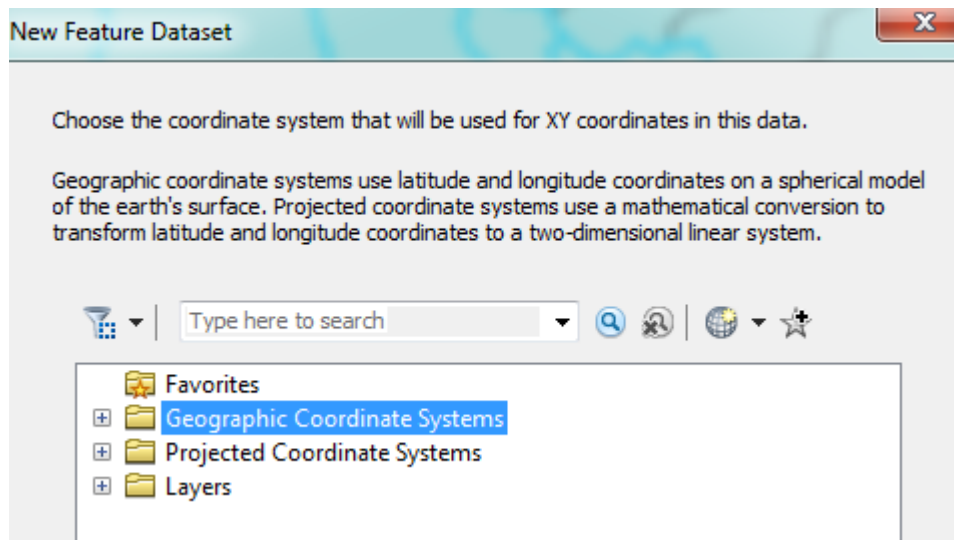 New Feature Dataset
Choose the coordinate system that will be used for XY coordinates in this data.
Geographic coordinate systems use latitude and longitude coordinates on a spherical model
of the earth's surface. Projected coordinate systems use a mathematical conversion to
transform latitude and longitude coordinates to a two-dimensional linear system.
Type here to search
Favorites
Geographic Coordinate Systems
Projected Coordinate Systems
Layers